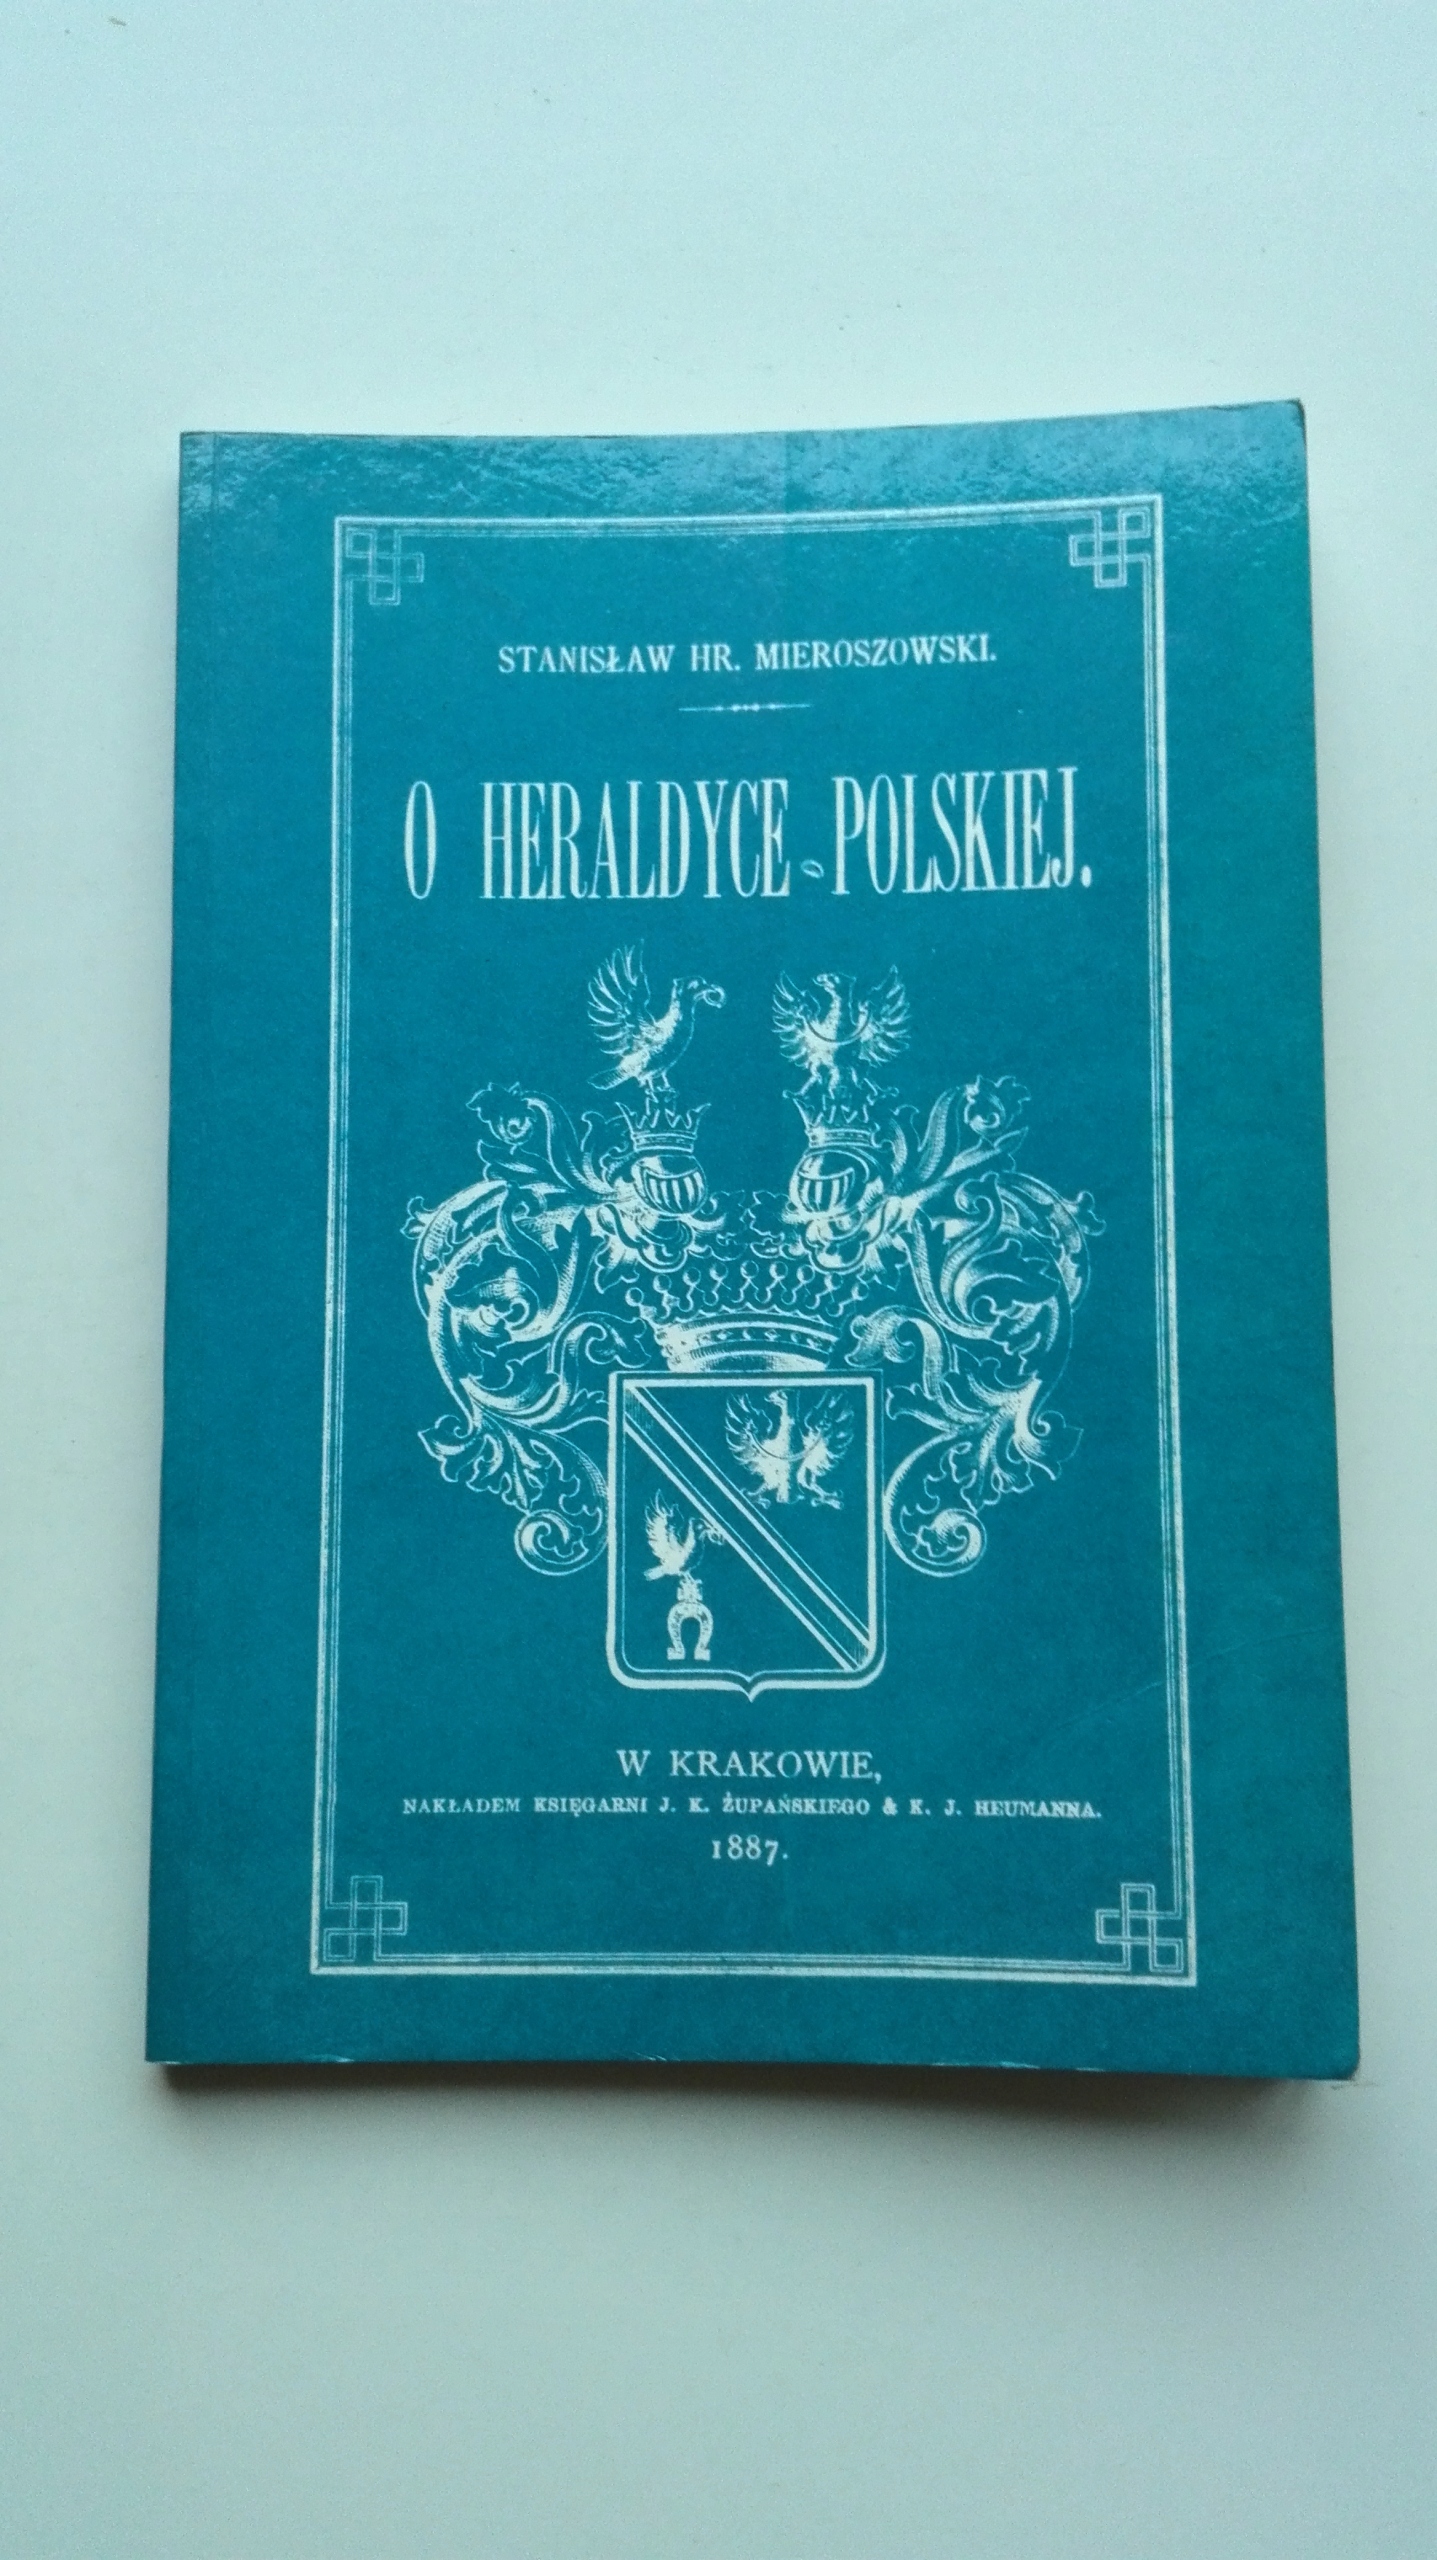 STANISŁAW HR. MIEROSZOWSKI.
O HERALDYCE POLSKIEJ.
W KRAKOWIE,
NAKŁADEM KSIĘGARNI J. K. ŻUPAŃSKIEGO & K. J. HEUMANNA.
1887.